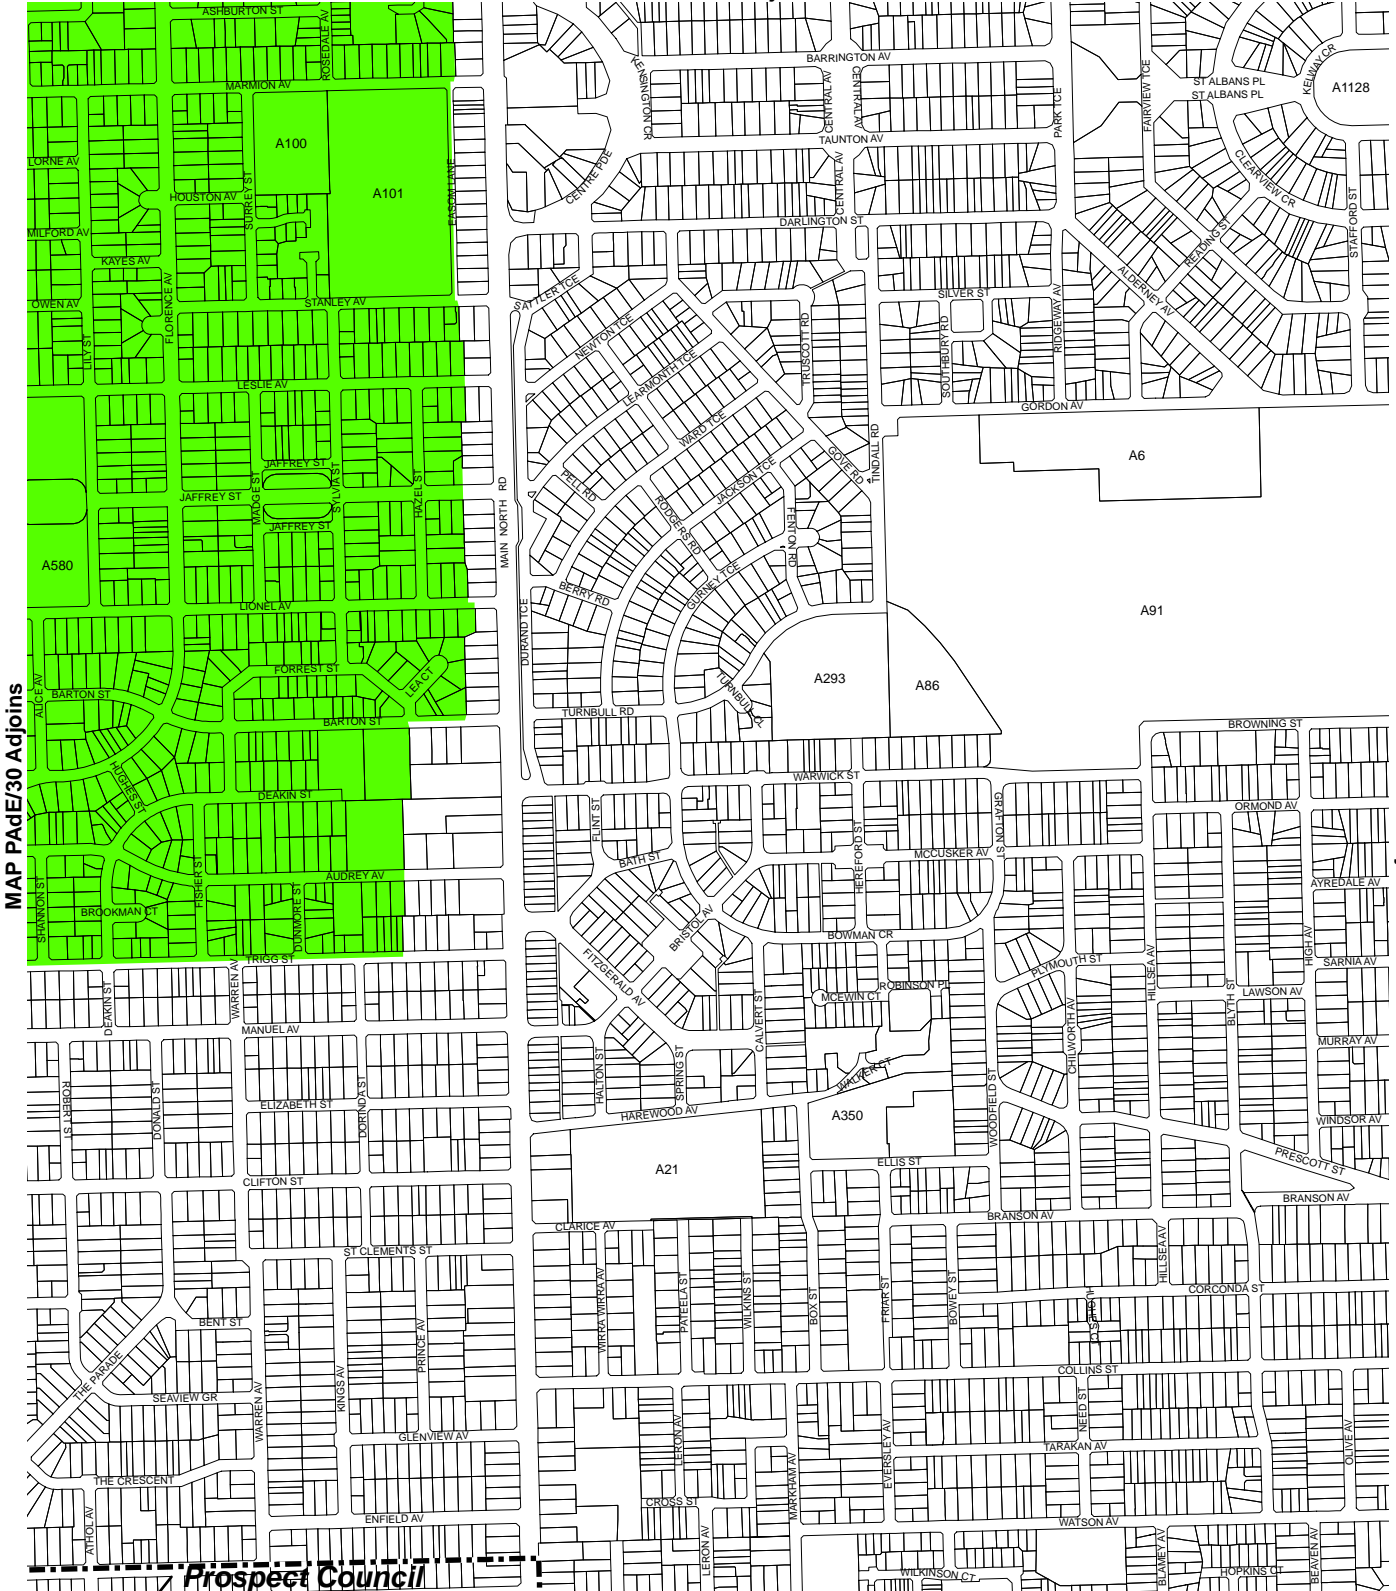 ASHBURTON ST
ROSEDALE AV
MARMION AV
A100
A101
EASOM LANE
LORNE AV
HOUSTON AV
SURREY ST
MILFORD AV
KAYES AV
OWEN AV
FLORENCE AV
STANLEY AV
LILY ST
LESLIE AV
JAFFREY ST
JAFFREY ST
JAFFREY ST
MADGE ST
SYLVIA ST
HAZEL ST
A580
LIONEL AV
FORREST ST
LEA CT
ALICE AV
BARTON ST
BARTON ST
HUGHES ST
DEAKIN ST
FISHER ST
AUDREY AV
SHANNON ST
BROOKMAN CT
DUNMORE ST
TRIGG ST
MAP PAdE/30 Adjoins
MAIN NORTH RD
KENSINGTON CR
BARRINGTON AV
CENTRAL AV
CENTRAL AV
TAUNTON AV
CENTRE PDE
CENTRAL AV
DARLINGTON ST
PARK TCE
FAIRVIEW TCE
ST ALBANS PL
ST ALBANS PL
KELWAY CR
A1128
CLEARVIEW CR
STAFFORD ST
READING ST
ALDERNEY AV
SATTLER TCE
NEWTON TCE
LEARMONTH TCE
TRUSCOTT RD
SILVER ST
SOUTHBURY RD
RIDGEWAY AV
GORDON AV
WARD TCE
JACKSON TCE
GOVE RD
TINDALL RD
PELL RD
RODGERS RD
FENTON RD
BERRY RD
GURNEY TCE
DURAND TCE
TURNBULL RD
TURNBULL CL
A6
A91
A293
A86
BROWNING ST
WARWICK ST
FLINT ST
BATH ST
HEREFORD ST
MCCUSKER AV
GRAFTON ST
ORMOND AV
AYREDALE AV
BRISTOL AV
BOWMAN CR
FITZGERALD AV
PLYMOUTH ST
HILLSEA AV
HIGH AV
SARNIA AV
ROBINSON PL
MCEWIN CT
LAWSON AV
BLYTH ST
CALVERT ST
CHILWORTH AV
MURRAY AV
WALKER CT
WOODFIELD ST
HALTON ST
SPRING ST
HAREWOOD AV
A350
WINDSOR AV
ELLIS ST
PRESCOTT ST
A21
BRANSON AV
BRANSON AV
CLARICE AV
WARREN AV
DEAKIN ST
MANUEL AV
ROBERT ST
DONALD ST
ELIZABETH ST
DORINDA ST
CLIFTON ST
ST CLEMENTS ST
BENT ST
THE PARADE
SEAVIEW GR
WARREN AV
KINGS AV
PRINCE AV
GLENVIEW AV
THE CRESCENT
ATHOL AV
ENFIELD AV
WIRRA WIRRA AV
PATEELA ST
WILKINS ST
BOX ST
FRIAR ST
BOWEY ST
HILLSEA AV
CORCONDA ST
HUGHES CT
COLLINS ST
NEED ST
TARAKAN AV
OLIVE AV
LERON AV
MARKHAM AV
EVERSLEY AV
CROSS ST
LERON AV
WATSON AV
WILKINSON CT
BLAMEY AV
HOPKINS CT
BEAVEN AV
Prospect Council